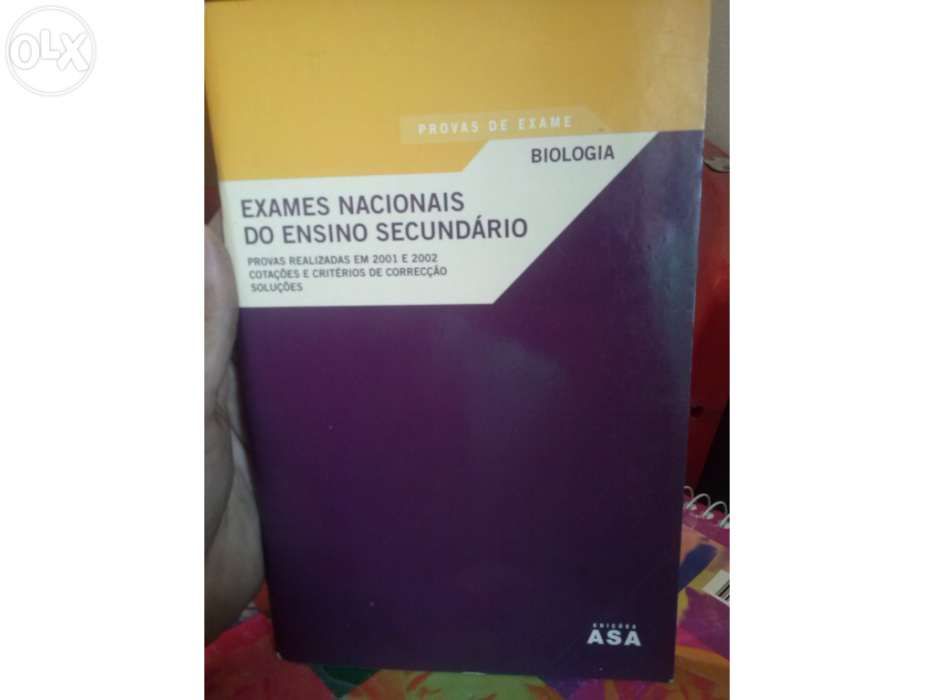 OLX
PROVAS DE EXAME
BIOLOGIA
EXAMES NACIONAIS
DO ENSINO SECUNDÁRIO
PROVAS REALIZADAS EM 2001 E 2002
COTAÇÕES E CRITÉRIOS DE CORRECÇÃO
SOLUÇÕES
EDIÇÕES
ASA